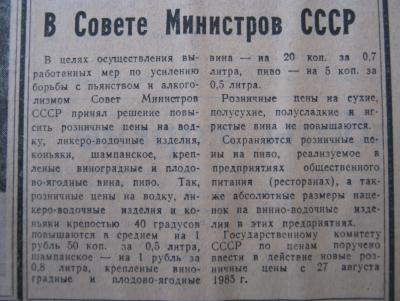 В Совете Министров СССР
В целях осуществления вы-
работанных мер по усилению
борьбы с пьянством и алкого-
лизмом Совет Министров
СССР принял решение повы-
сить розничные цены на вод-
ку, ликеро-водочные изделия,
коньяки, шампанское, креп-
леные виноградные и плодо-
во-ягодные вина, пиво. Так,
розничные цены на водку, ли-
керо-водочные изделия и ко-
ньяки крепостью 40 градусов
повышаются в среднем на 1
рубль 50 коп. за 0,5 литра,
шампанское — на 1 рубль за
0,8 литра, крепленые виног-
радные и плодово-ягодные
вина — на 20 коп. за 0,7
литра, пиво — на 5 коп. за
0,5 литра.
Розничные цены на сухие,
полусухие, полусладкие и иг-
ристые вина не повышаются.
Сохраняются розничные це-
ны на пиво, реализуемое в
предприятиях общественного
питания (ресторанах), а так-
же абсолютные размеры наце-
нок на винно-водочные изде-
лия в этих предприятиях.
Государственному комитету
СССР по ценам поручено
ввести в действие новые роз-
ничные цены с 27 августа
1985 г.